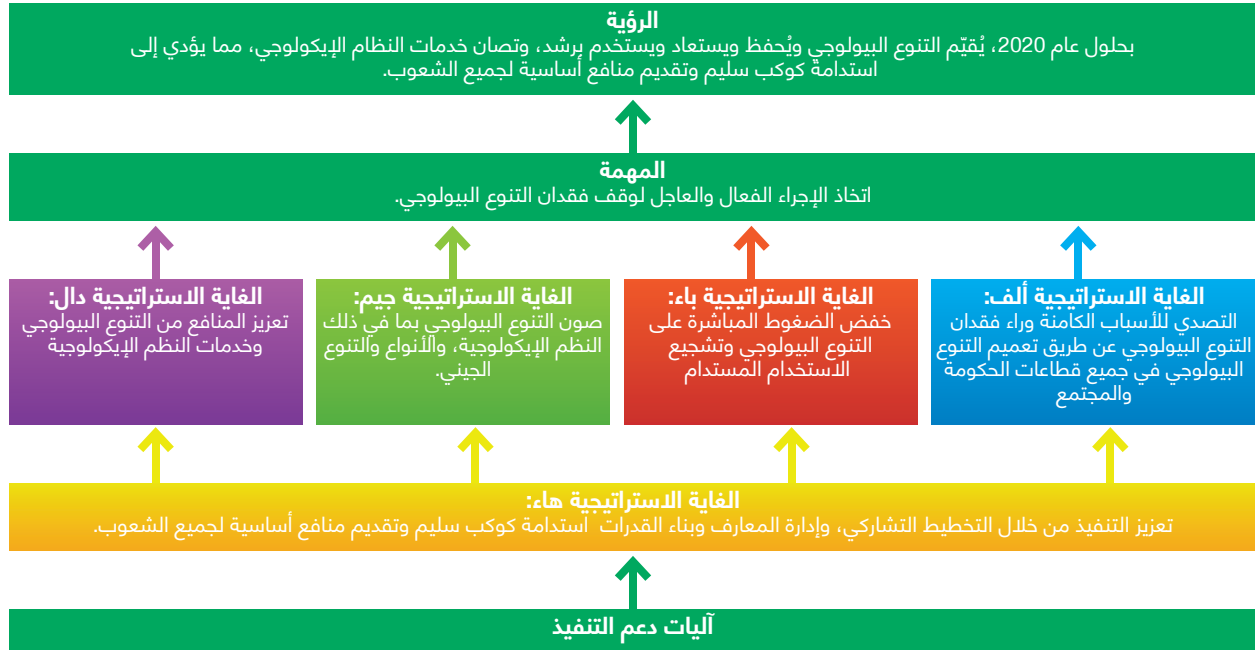 الرؤية
بحلول عام 2020، يُقيّم التنوع البيولوجي ويُحفظ ويستعاد ويستخدم برشد، وتصان خدمات النظام الإيكولوجي، مما يؤدي إلى
استدامة كوكب سليم وتقديم منافع أساسية لجميع الشعوب.
المهمة
اتخاذ الإجراء الفعال والعاجل لوقف فقدان التنوع البيولوجي.
الغاية الاستراتيجية ألف:
التصدي للأسباب الكامنة وراء فقدان
التنوع البيولوجي عن طريق تعميم التنوع
البيولوجي في جميع قطاعات الحكومة
والمجتمع
الغاية الاستراتيجية باء:
خفض الضغوط المباشرة على
التنوع البيولوجي وتشجيع
الاستخدام المستدام
الغاية الاستراتيجية جيم:
صون التنوع البيولوجي بما في ذلك
النظم الإيكولوجية، والأنواع والتنوع
الجيني.
الغاية الاستراتيجية دال:
تعزيز المنافع من التنوع البيولوجي
وخدمات النظم الإيكولوجية
الغاية الاستراتيجية هاء:
تعزيز التنفيذ من خلال التخطيط التشاركي، وإدارة المعارف وبناء القدرات استدامة كوكب سليم وتقديم منافع أساسية لجميع الشعوب.
آليات دعم التنفيذ